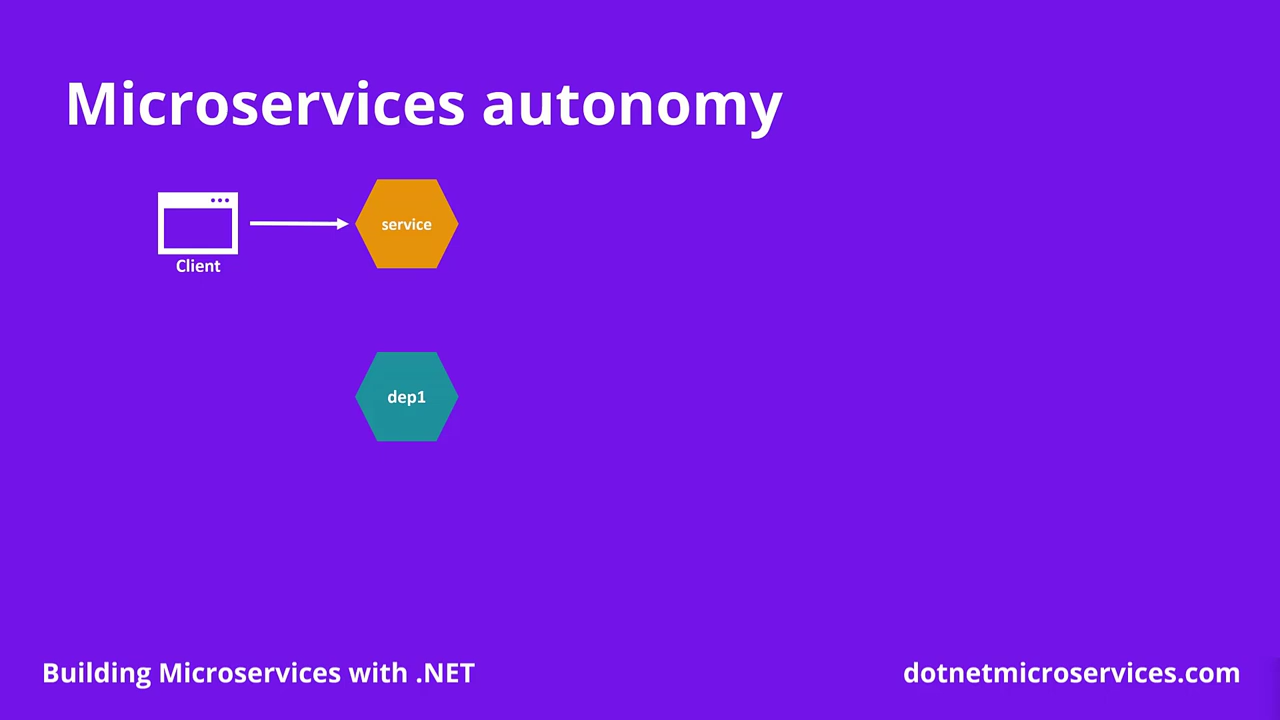 Microservices autonomy
service
Client
dep1
Building Microservices with .NET
dotnetmicroservices.com